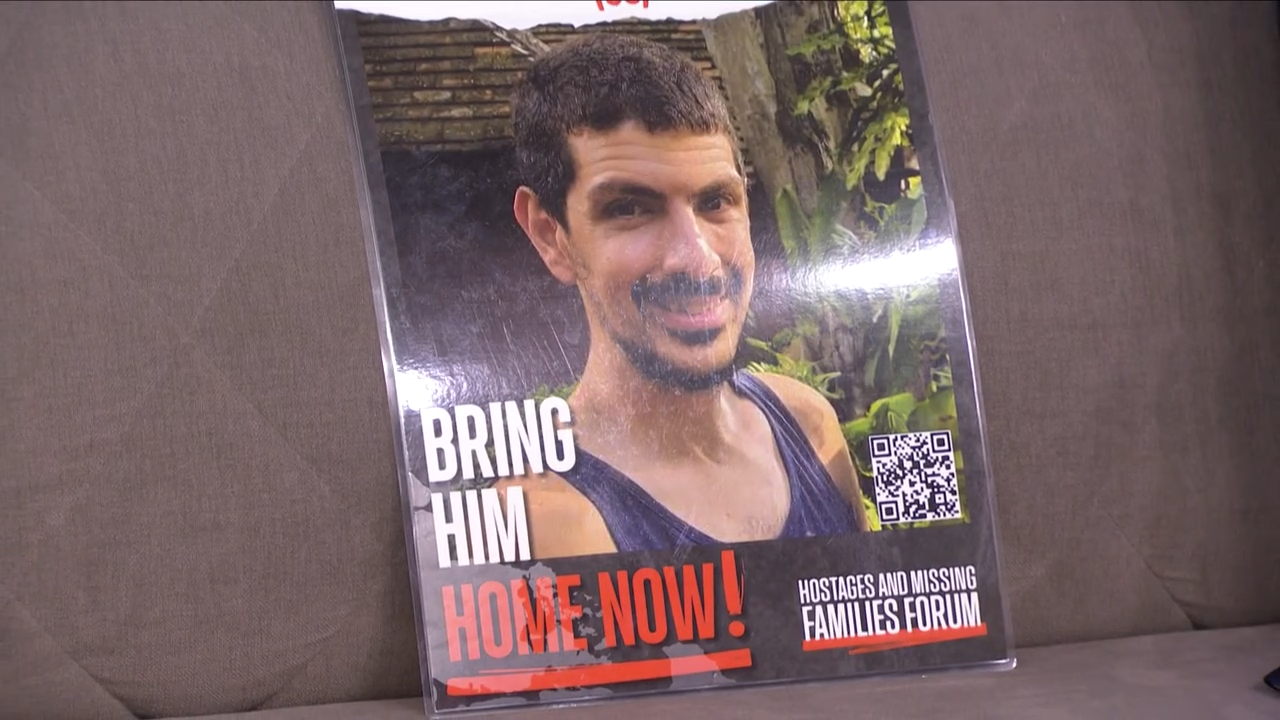 BRING
HIM
HOME NOW!
HOSTAGES AND MISSING
FAMILIES FORUM